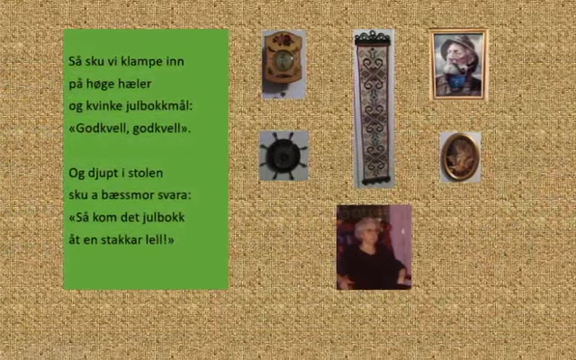 Så sku vi klampe inn
på høge hæler
og kvinke julbokkmål:
«Godkvell, godkvell».
Og djupt i stolen
sku a bæssmor svara:
«Så kom det julbokk
åt en stakkar lell!»